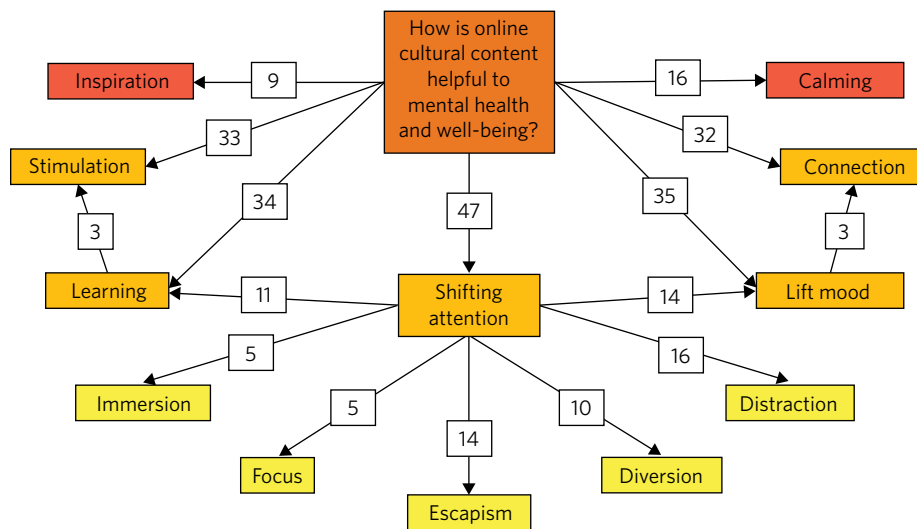 How is online
cultural content
helpful to
mental health
and well-being?
Inspiration
9
16
Calming
33
32
Stimulation
Connection
34
47
35
3
3
Learning
11
Shifting
attention
14
Lift mood
5
16
Immersion
5
14
10
Distraction
Focus
Diversion
Escapism